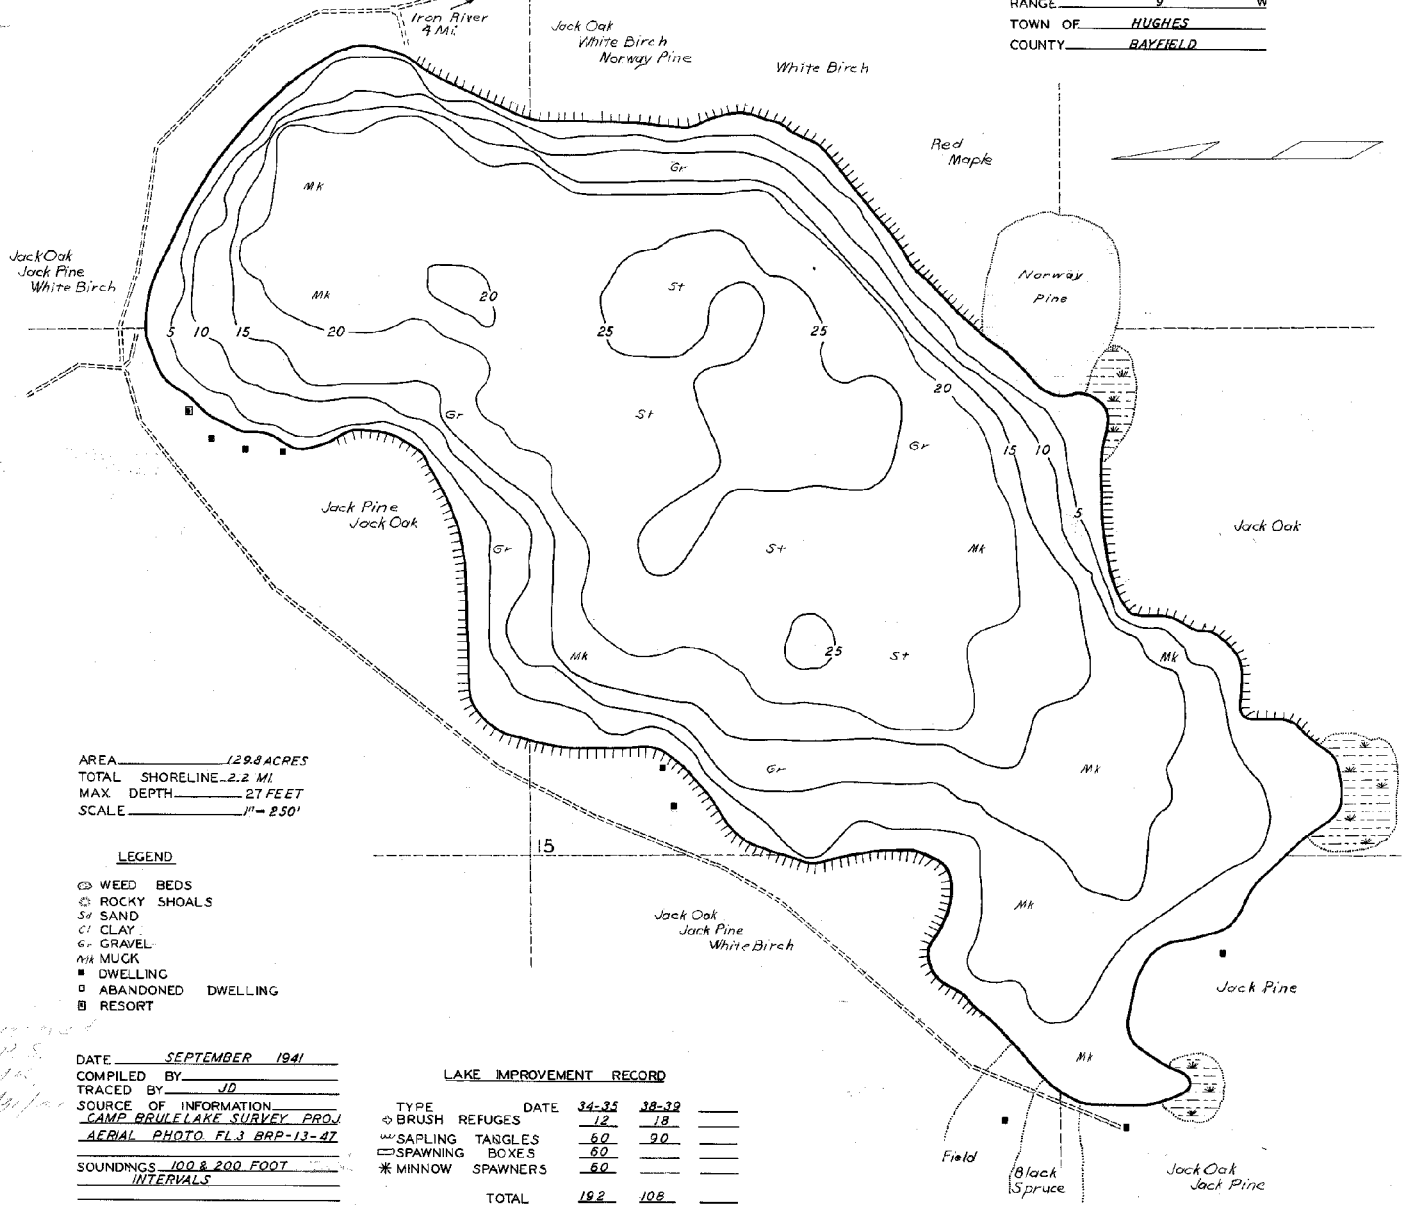 RANGE 9 W
TOWN OF HUGHES
COUNTY BAYFIELD
Iron River
4 Mi.
Jack Oak
White Birch
Norway Pine
White Birch
Red
Maple
Norway
Pine
Jack Oak
Jack Pine
White Birch
Gr
Mk
Mk
St
20
25
25
5
10
15
20
20
Gr
St
Gr
15
10
5
Jack Pine
Jack Oak
Jack Oak
Gr
St
Mk
Mk
25
St
Mk
Gr
Mk
AREA 129.8 ACRES
TOTAL SHORELINE 2.2 MI.
MAX. DEPTH 27 FEET
SCALE 1"= 250'
15
LEGEND
WEED BEDS
ROCKY SHOALS
Sd SAND
Cl CLAY
Gr GRAVEL
Mk MUCK
DWELLING
ABANDONED DWELLING
RESORT
Jack Oak
Jack Pine
White Birch
Mk
Jack Pine
Mk
DATE SEPTEMBER 1941
COMPILED BY
TRACED BY JD
SOURCE OF INFORMATION
CAMP BRULE LAKE SURVEY PROJ.
AERIAL PHOTO FL3 BRP-13-47
SOUNDINGS 100 & 200 FOOT
INTERVALS
LAKE IMPROVEMENT RECORD
TYPE DATE 34-35 38-39
BRUSH REFUGES 12 18
SAPLING TANGLES 60 90
SPAWNING BOXES 60
MINNOW SPAWNERS 60
TOTAL 192 108
Field
Black
Spruce
Jack Oak
Jack Pine